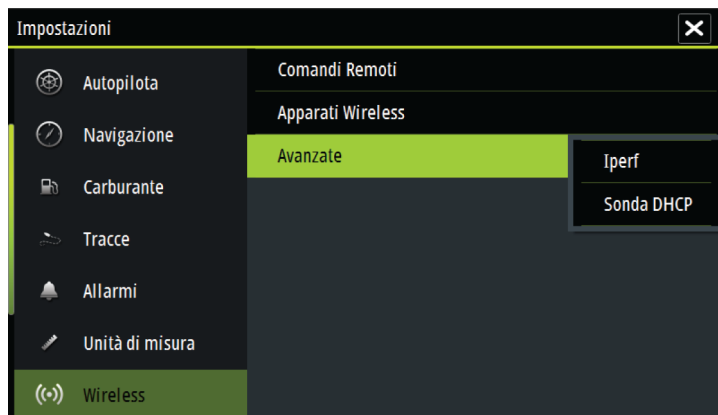 Impostazioni
Autopilota
Navigazione
Carburante
Tracce
Allarmi
Unità di misura
Wireless
Comandi Remoti
Apparati Wireless
Avanzate
Iperf
Sonda DHCP